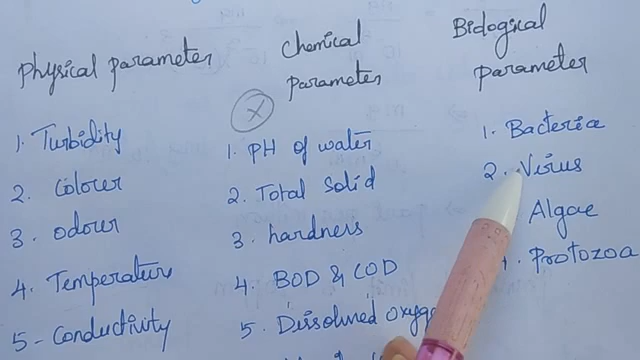 Physical parameter
1. Turbidity
2. Colour
3. Odour
4. Temperature
5- Conductivity
Chemical
parameter
X
1. PH of water
2. Total Solid
3. hardness
4. BOD & COD
5. Dissolved oxyge
Biological
parameter
1. Bacteria
2. Virus
Algae
Protozoa